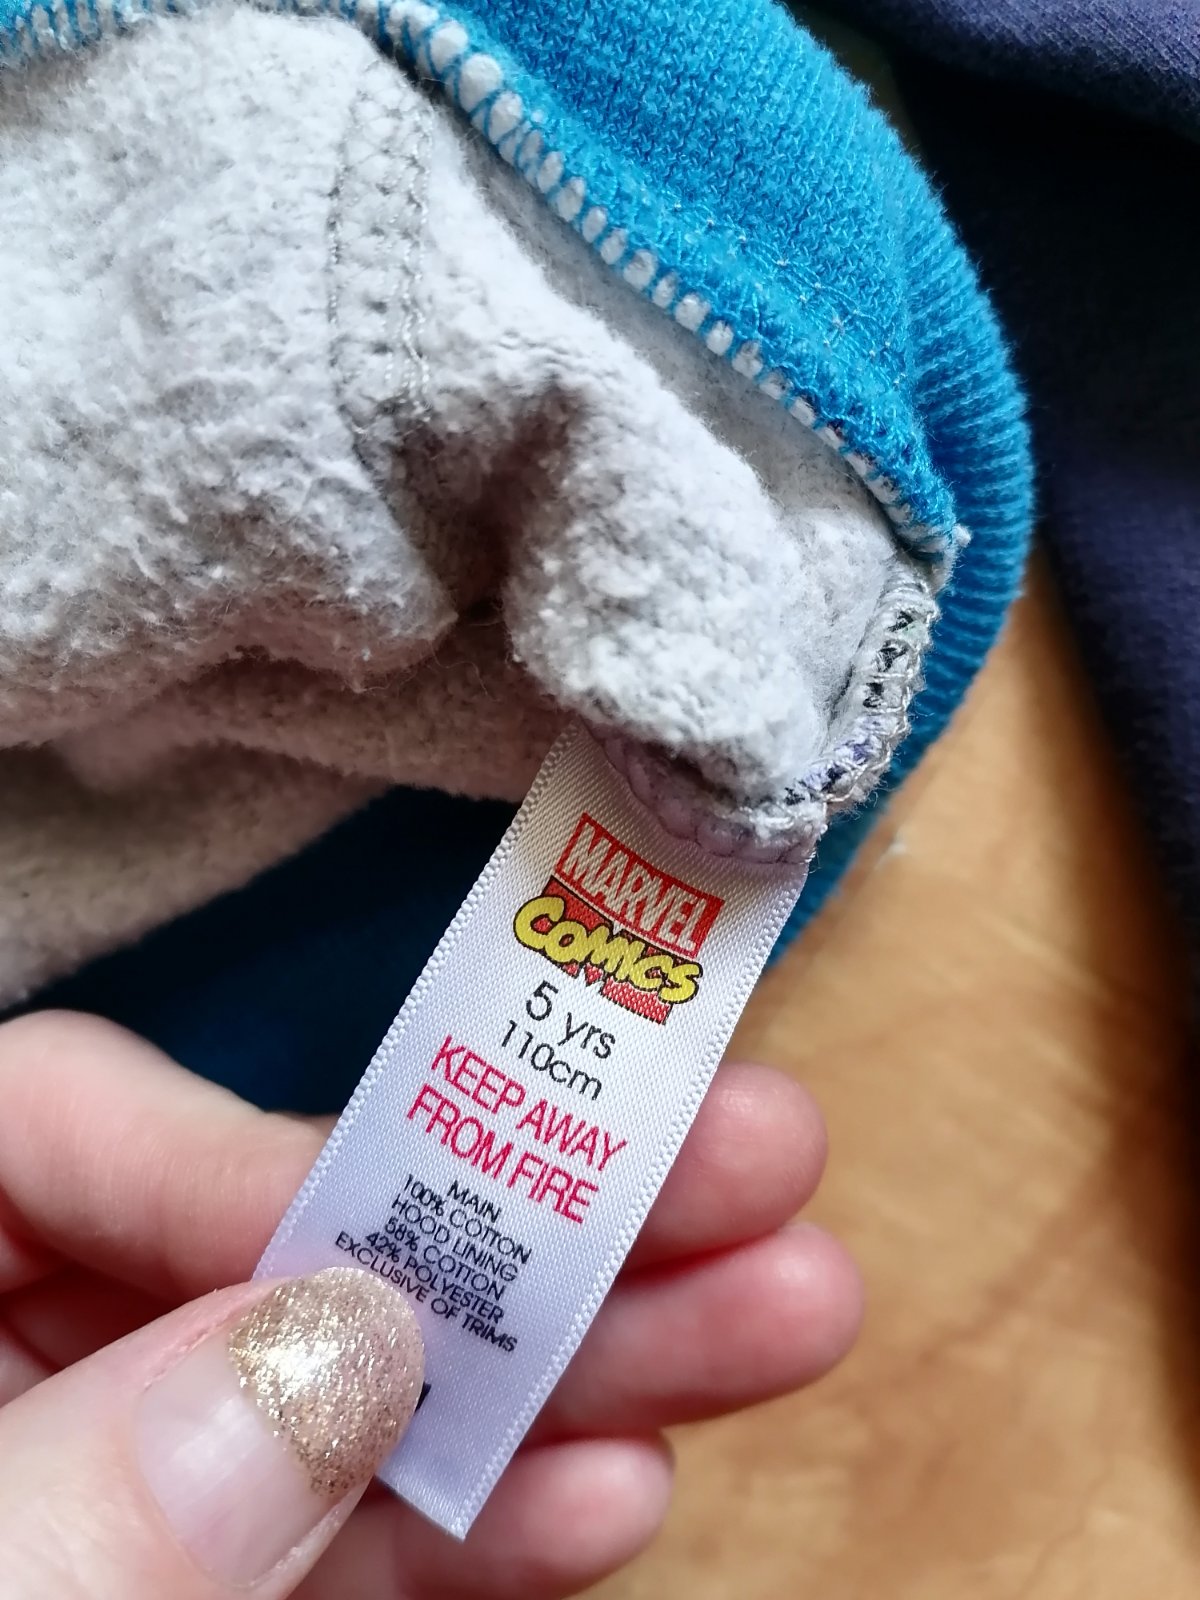 MARVEL
COMICS
5 yrs
110cm
KEEP AWAY
FROM FIRE
MAIN
100% COTTON
HOOD LINING
58% COTTON
42% POLYESTER
EXCLUSIVE OF TRIMS